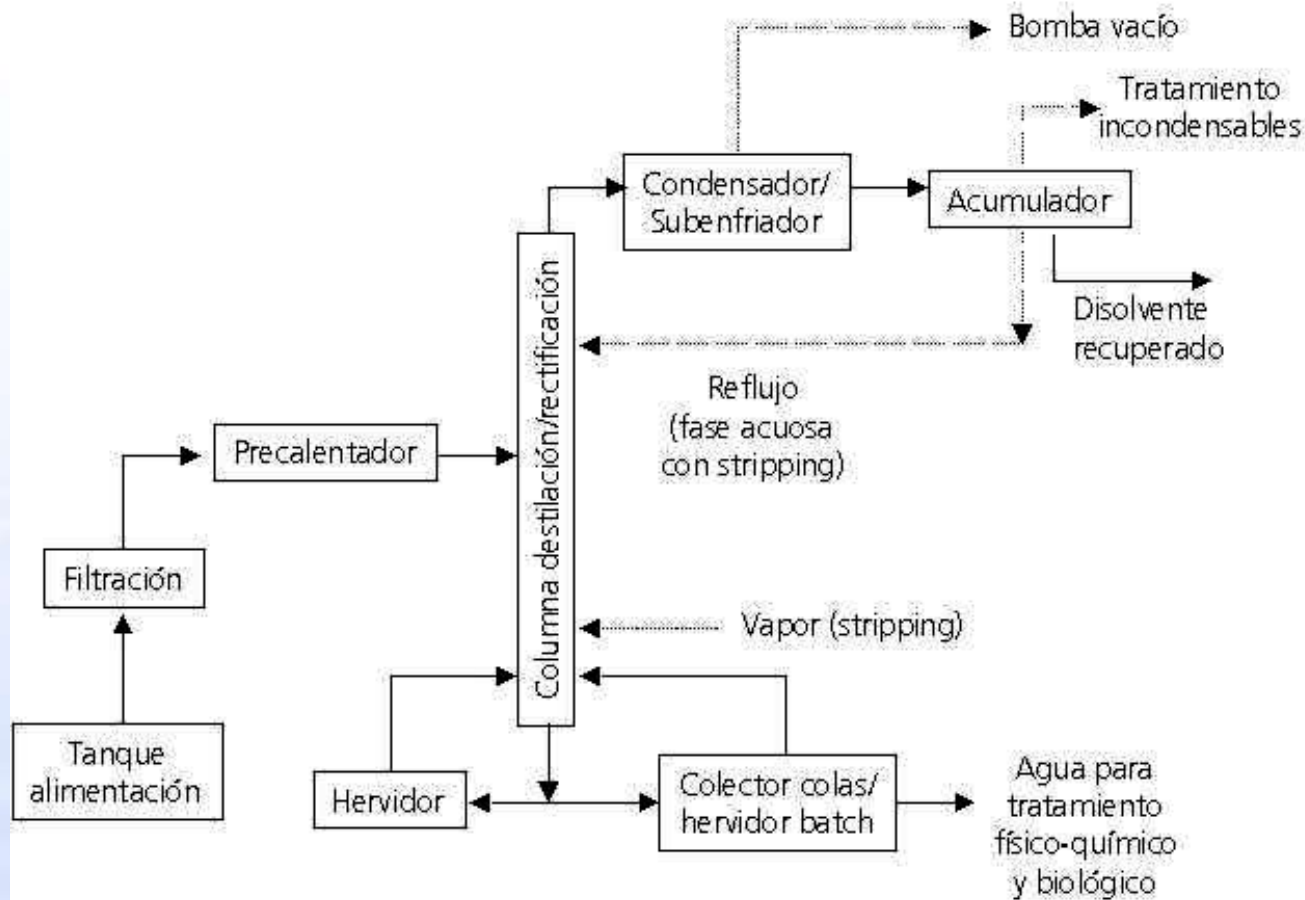 Bomba vacío
Tratamiento
incondensables
Condensador/
Subenfriador
Acumulador
Disolvente
recuperado
Columna destilación/rectificación
Reflujo
(fase acuosa
con stripping)
Precalentador
Filtración
Vapor (stripping)
Tanque
alimentación
Hervidor
Colector colas/
hervidor batch
Agua para
tratamiento
físico-químico
y biológico